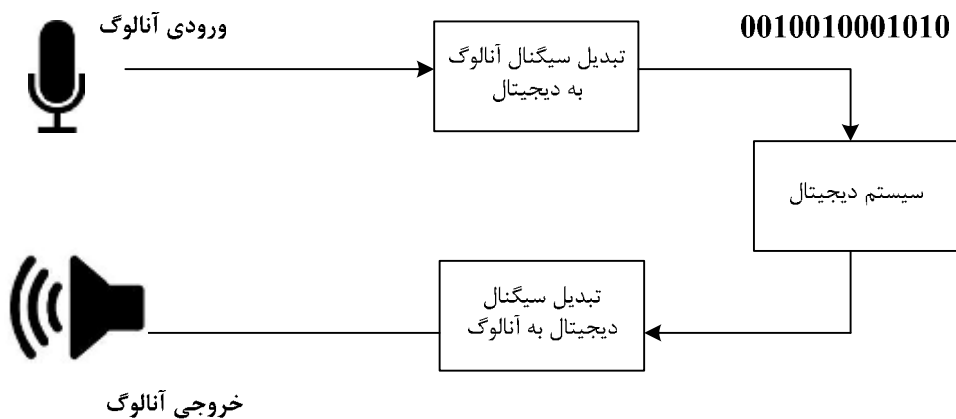 ورودی آنالوگ
تبدیل سیگنال آنالوگ
به دیجیتال
0010010001010
سیستم دیجیتال
تبدیل سیگنال
دیجیتال به آنالوگ
خروجی آنالوگ